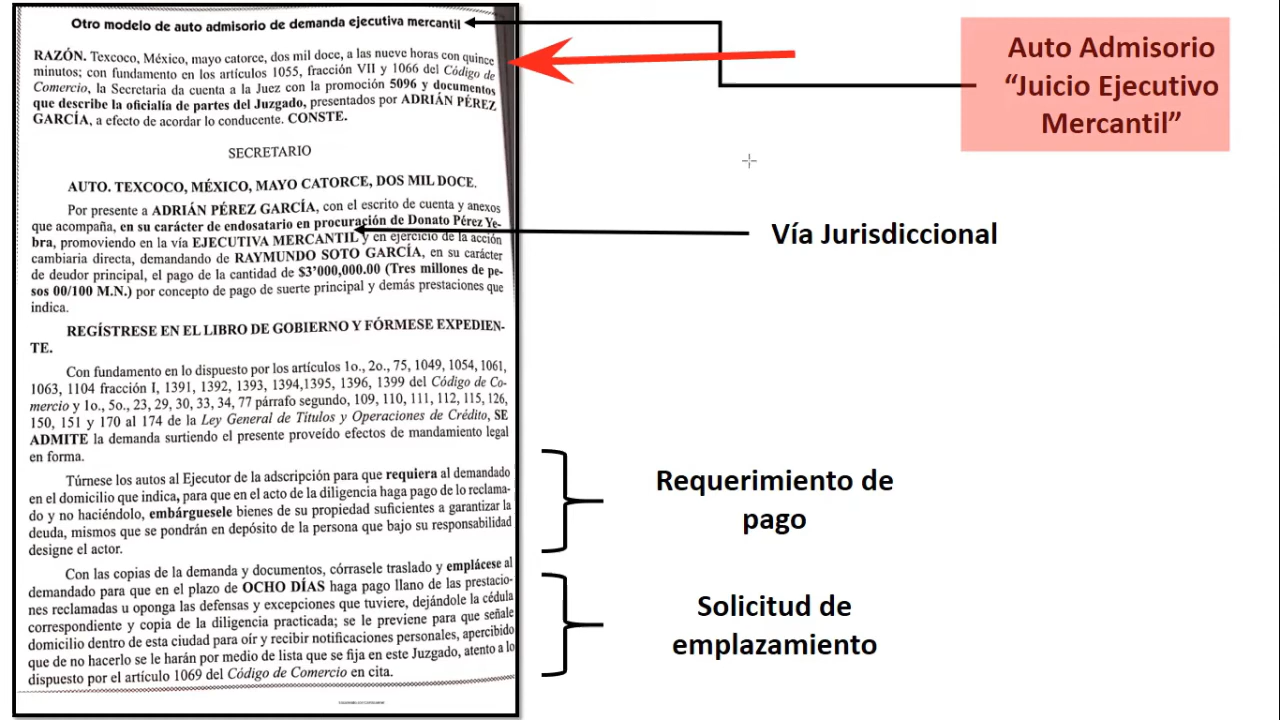 Otro modelo de auto admisorio de demanda ejecutiva mercantil
RAZÓN. Texcoco, México, mayo catorce, dos mil doce, a las nueve horas con quince
minutos; con fundamento en los artículos 1055, fracción VII y 1066 del Código de
Comercio, la Secretaria da cuenta a la Juez con la promoción 5096 y documentos
que describe la oficialía de partes del Juzgado, presentados por ADRIÁN PÉREZ
GARCÍA, a efecto de acordar lo conducente. CONSTE.
SECRETARIO
AUTO. TEXCOCO, MÉXICO, MAYO CATORCE, DOS MIL DOCE.
Por presente a ADRIÁN PÉREZ GARCÍA, con el escrito de cuenta y anexos
que acompaña, en su carácter de endosatario en procuración de Donato Pérez Ye-
bra, promoviendo en la vía EJECUTIVA MERCANTIL y en ejercicio de la acción
cambiaria directa, demandando de RAYMUNDO SOTO GARCÍA, en su carácter
de deudor principal, el pago de la cantidad de $3’000,000.00 (Tres millones de pe-
sos 00/100 M.N.) por concepto de pago de suerte principal y demás prestaciones que
indica.
REGÍSTRESE EN EL LIBRO DE GOBIERNO Y FÓRMESE EXPEDIEN-
TE.
Con fundamento en lo dispuesto por los artículos 1o., 2o., 75, 1049, 1054, 1061,
1063, 1104 fracción I, 1391, 1392, 1393, 1394,1395, 1396, 1399 del Código de Co-
mercio y 1o., 5o., 23, 29, 30, 33, 34, 77 párrafo segundo, 109, 110, 111, 112, 115, 126,
150, 151 y 170 al 174 de la Ley General de Títulos y Operaciones de Crédito, SE
ADMITE la demanda surtiendo el presente proveído efectos de mandamiento legal
en forma.
Túrnese los autos al Ejecutor de la adscripción para que requiera al demandado
en el domicilio que indica, para que en el acto de la diligencia haga pago de lo reclama-
do y no haciéndolo, embárguesele bienes de su propiedad suficientes a garantizar la
deuda, mismos que se pondrán en depósito de la persona que bajo su responsabilidad
designe el actor.
Con las copias de la demanda y documentos, córrasele traslado y emplácese al
demandado para que en el plazo de OCHO DÍAS haga pago llano de las prestacio-
nes reclamadas u oponga las defensas y excepciones que tuviere, dejándole la cédula
correspondiente y copia de la diligencia practicada; se le previene para que señale
domicilio dentro de esta ciudad para oír y recibir notificaciones personales, apercibido
que de no hacerlo se le harán por medio de lista que se fija en este Juzgado, atento a lo
dispuesto por el artículo 1069 del Código de Comercio en cita.
Auto Admisorio
“Juicio Ejecutivo
Mercantil”
Vía Jurisdiccional
Requerimiento de
pago
Solicitud de
emplazamiento